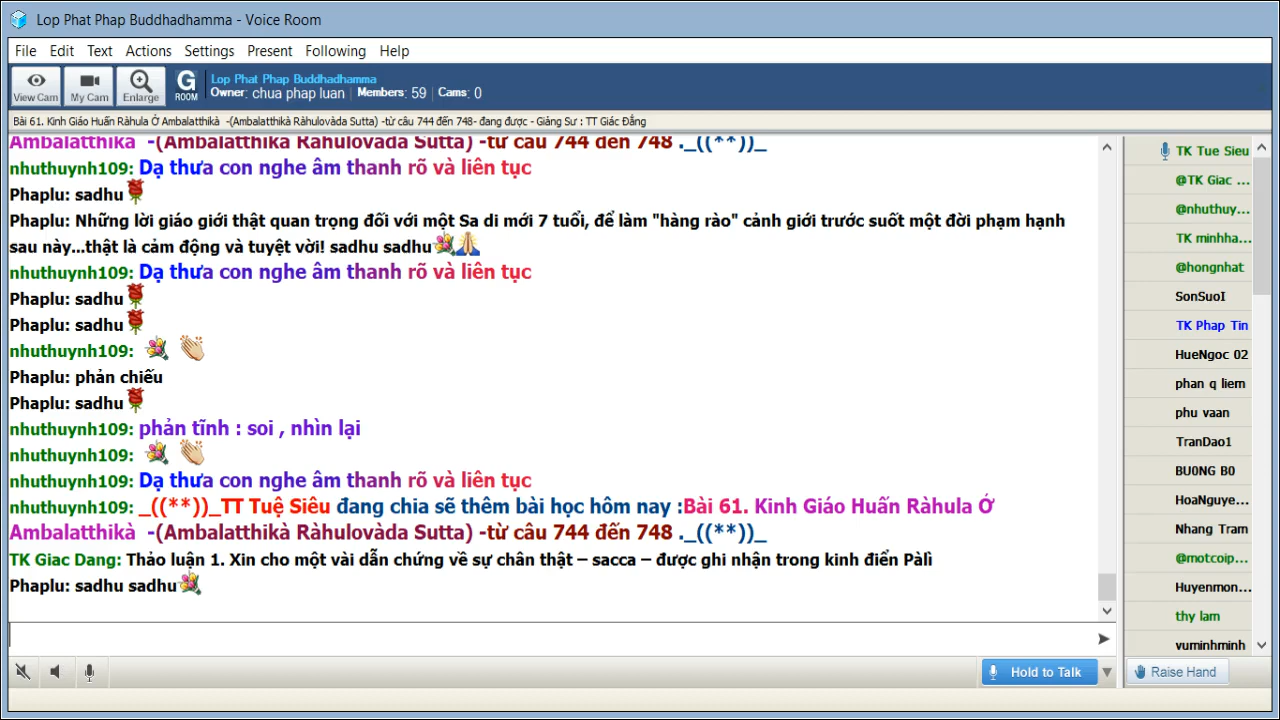 Lop Phat Phap Buddhadhamma - Voice Room
File Edit Text Actions Settings Present Following Help
View Cam My Cam Enlarge G ROOM
Lop Phat Phap Buddhadhamma
Owner: chua phap luan Members: 59 Cams: 0
Bài 61. Kinh Giáo Huấn Ràhula Ở Ambalatthikà -(Ambalatthikà Ràhulovàda Sutta) -từ câu 744 đến 748- đang được - Giảng Sư : TT Giác Đẳng
Ambalatthikà -(Ambalatthikà Ràhulovàda Sutta) -từ câu 744 đến 748 ._((**))_
nhuthuynh109: Dạ thưa con nghe âm thanh rõ và liên tục
Phaplu: sadhu
Phaplu: Những lời giáo giới thật quan trọng đối với một Sa di mới 7 tuổi, để làm "hàng rào" cảnh giới trước suốt một đời phạm hạnh
sau này...thật là cảm động và tuyệt vời! sadhu sadhu
nhuthuynh109: Dạ thưa con nghe âm thanh rõ và liên tục
Phaplu: sadhu
Phaplu: sadhu
nhuthuynh109:
Phaplu: phản chiếu
Phaplu: sadhu
nhuthuynh109: phản tĩnh : soi , nhìn lại
nhuthuynh109:
nhuthuynh109: Dạ thưa con nghe âm thanh rõ và liên tục
nhuthuynh109: _((**))_TT Tuệ Siêu đang chia sẽ thêm bài học hôm nay :Bài 61. Kinh Giáo Huấn Ràhula Ở
Ambalatthikà -(Ambalatthikà Ràhulovàda Sutta) -từ câu 744 đến 748 ._((**))_
TK Giac Dang: Thảo luận 1. Xin cho một vài dẫn chứng về sự chân thật – sacca – được ghi nhận trong kinh điển Pàlì
Phaplu: sadhu sadhu
TK Tue Sieu
@TK Giac ...
@nhuthuy...
TK minhha...
@hongnhat
SonSuoI
TK Phap Tin
HueNgoc 02
phan q liem
phu vaan
TranDao1
BU0NG B0
HoaNguye...
Nhang Tram
@motcoip...
Huyenmon...
thy lam
vuminhminh
Hold to Talk
Raise Hand